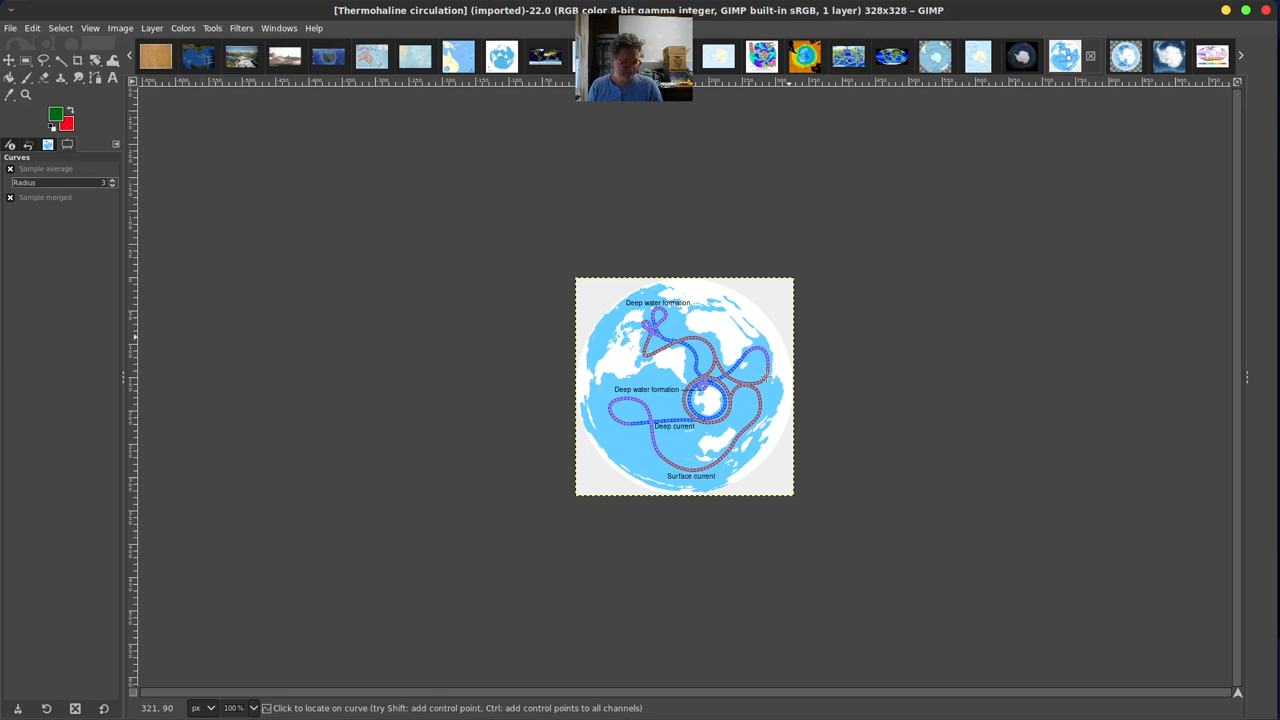 [Thermohaline circulation] (imported)-22.0 (RGB color 8-bit gamma integer, GIMP built-in sRGB, 1 layer) 328x328 – GIMP
File Edit Select View Image Layer Colors Tools Filters Windows Help
Curves
Sample average
Radius 3
Sample merged
Deep water formation
Deep water formation
Deep current
Surface current
321, 90 px 100% Click to locate on curve (try Shift: add control point, Ctrl: add control points to all channels)